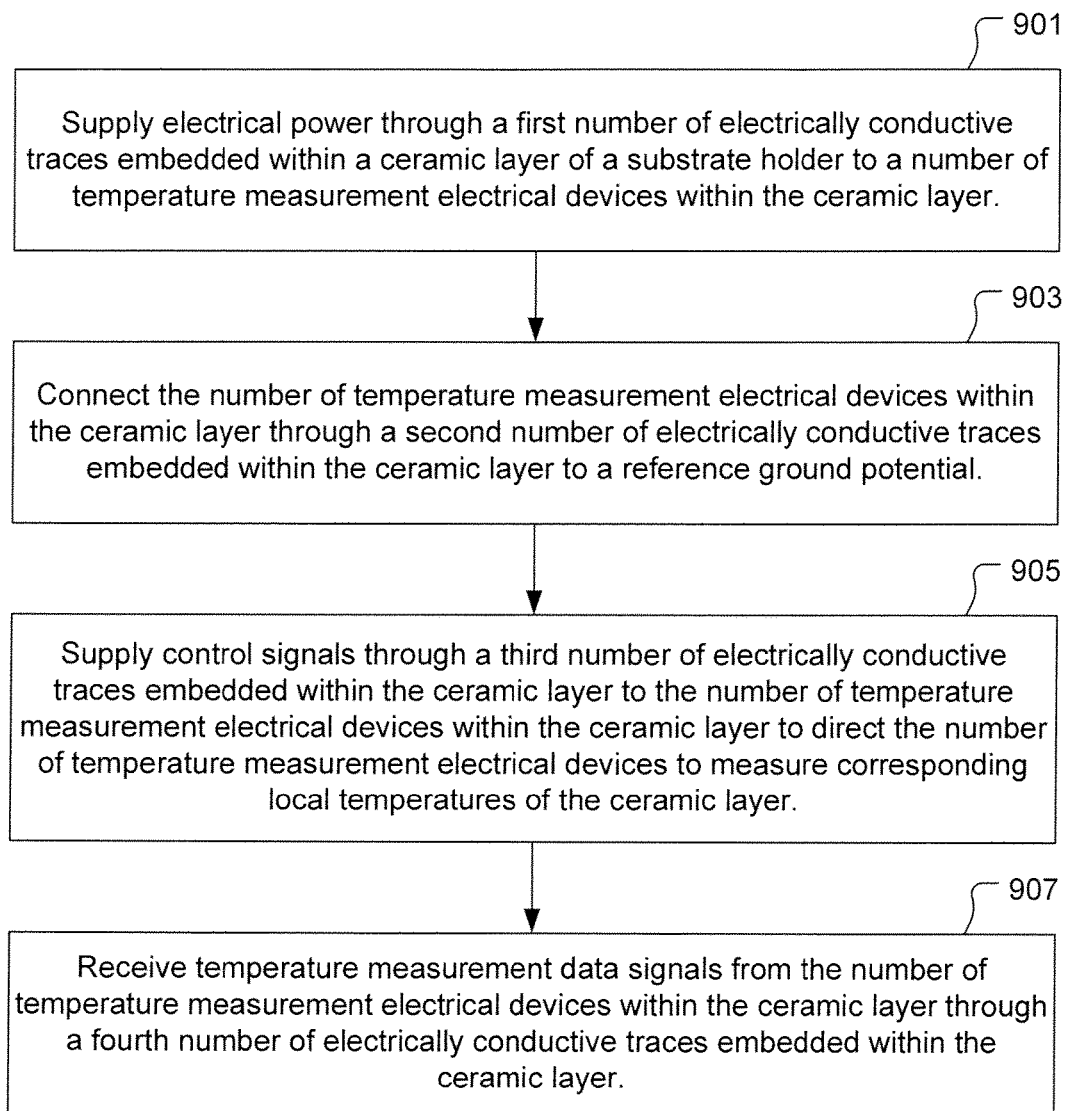 901
Supply electrical power through a first number of electrically conductive
traces embedded within a ceramic layer of a substrate holder to a number of
temperature measurement electrical devices within the ceramic layer.
903
Connect the number of temperature measurement electrical devices within
the ceramic layer through a second number of electrically conductive traces
embedded within the ceramic layer to a reference ground potential.
905
Supply control signals through a third number of electrically conductive
traces embedded within the ceramic layer to the number of temperature
measurement electrical devices within the ceramic layer to direct the number
of temperature measurement electrical devices to measure corresponding
local temperatures of the ceramic layer.
907
Receive temperature measurement data signals from the number of
temperature measurement electrical devices within the ceramic layer through
a fourth number of electrically conductive traces embedded within the
ceramic layer.